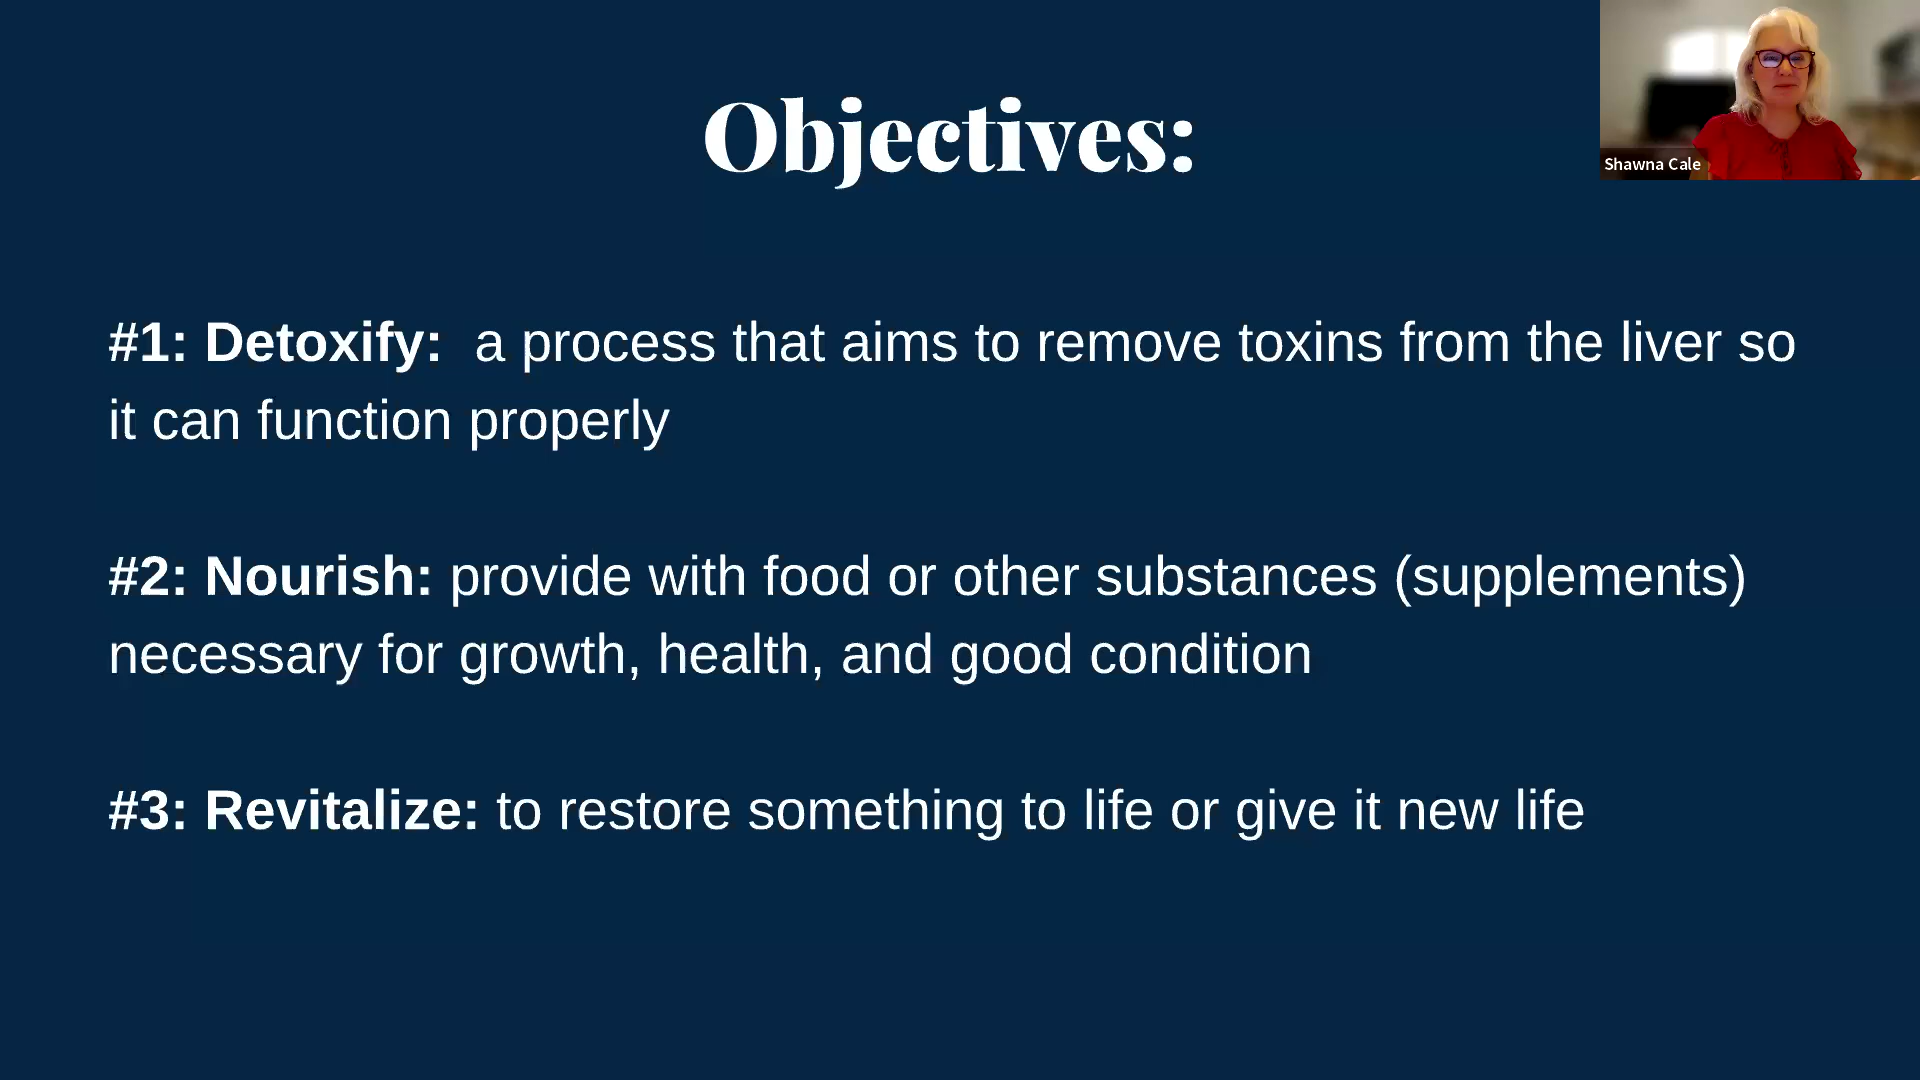 Objectives:
Shawna Cale
#1: Detoxify:  a process that aims to remove toxins from the liver so
it can function properly
#2: Nourish: provide with food or other substances (supplements)
necessary for growth, health, and good condition
#3: Revitalize: to restore something to life or give it new life